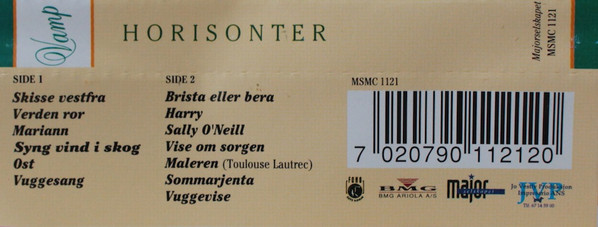 Vamp
HORISONTER
Majorselskapet
MSMC 1121
SIDE 1
Skisse vestfra
Verden ror
Mariann
Syng vind i skog
Ost
Vuggesang
SIDE 2
Brista eller bera
Harry
Sally O'Neill
Vise om sorgen
Maleren (Toulouse Lautrec)
Sommarjenta
Vuggevise
MSMC 1121
7 020790 112120
BMG
BMG ARIOLA A/S
major
selskapet
JVP